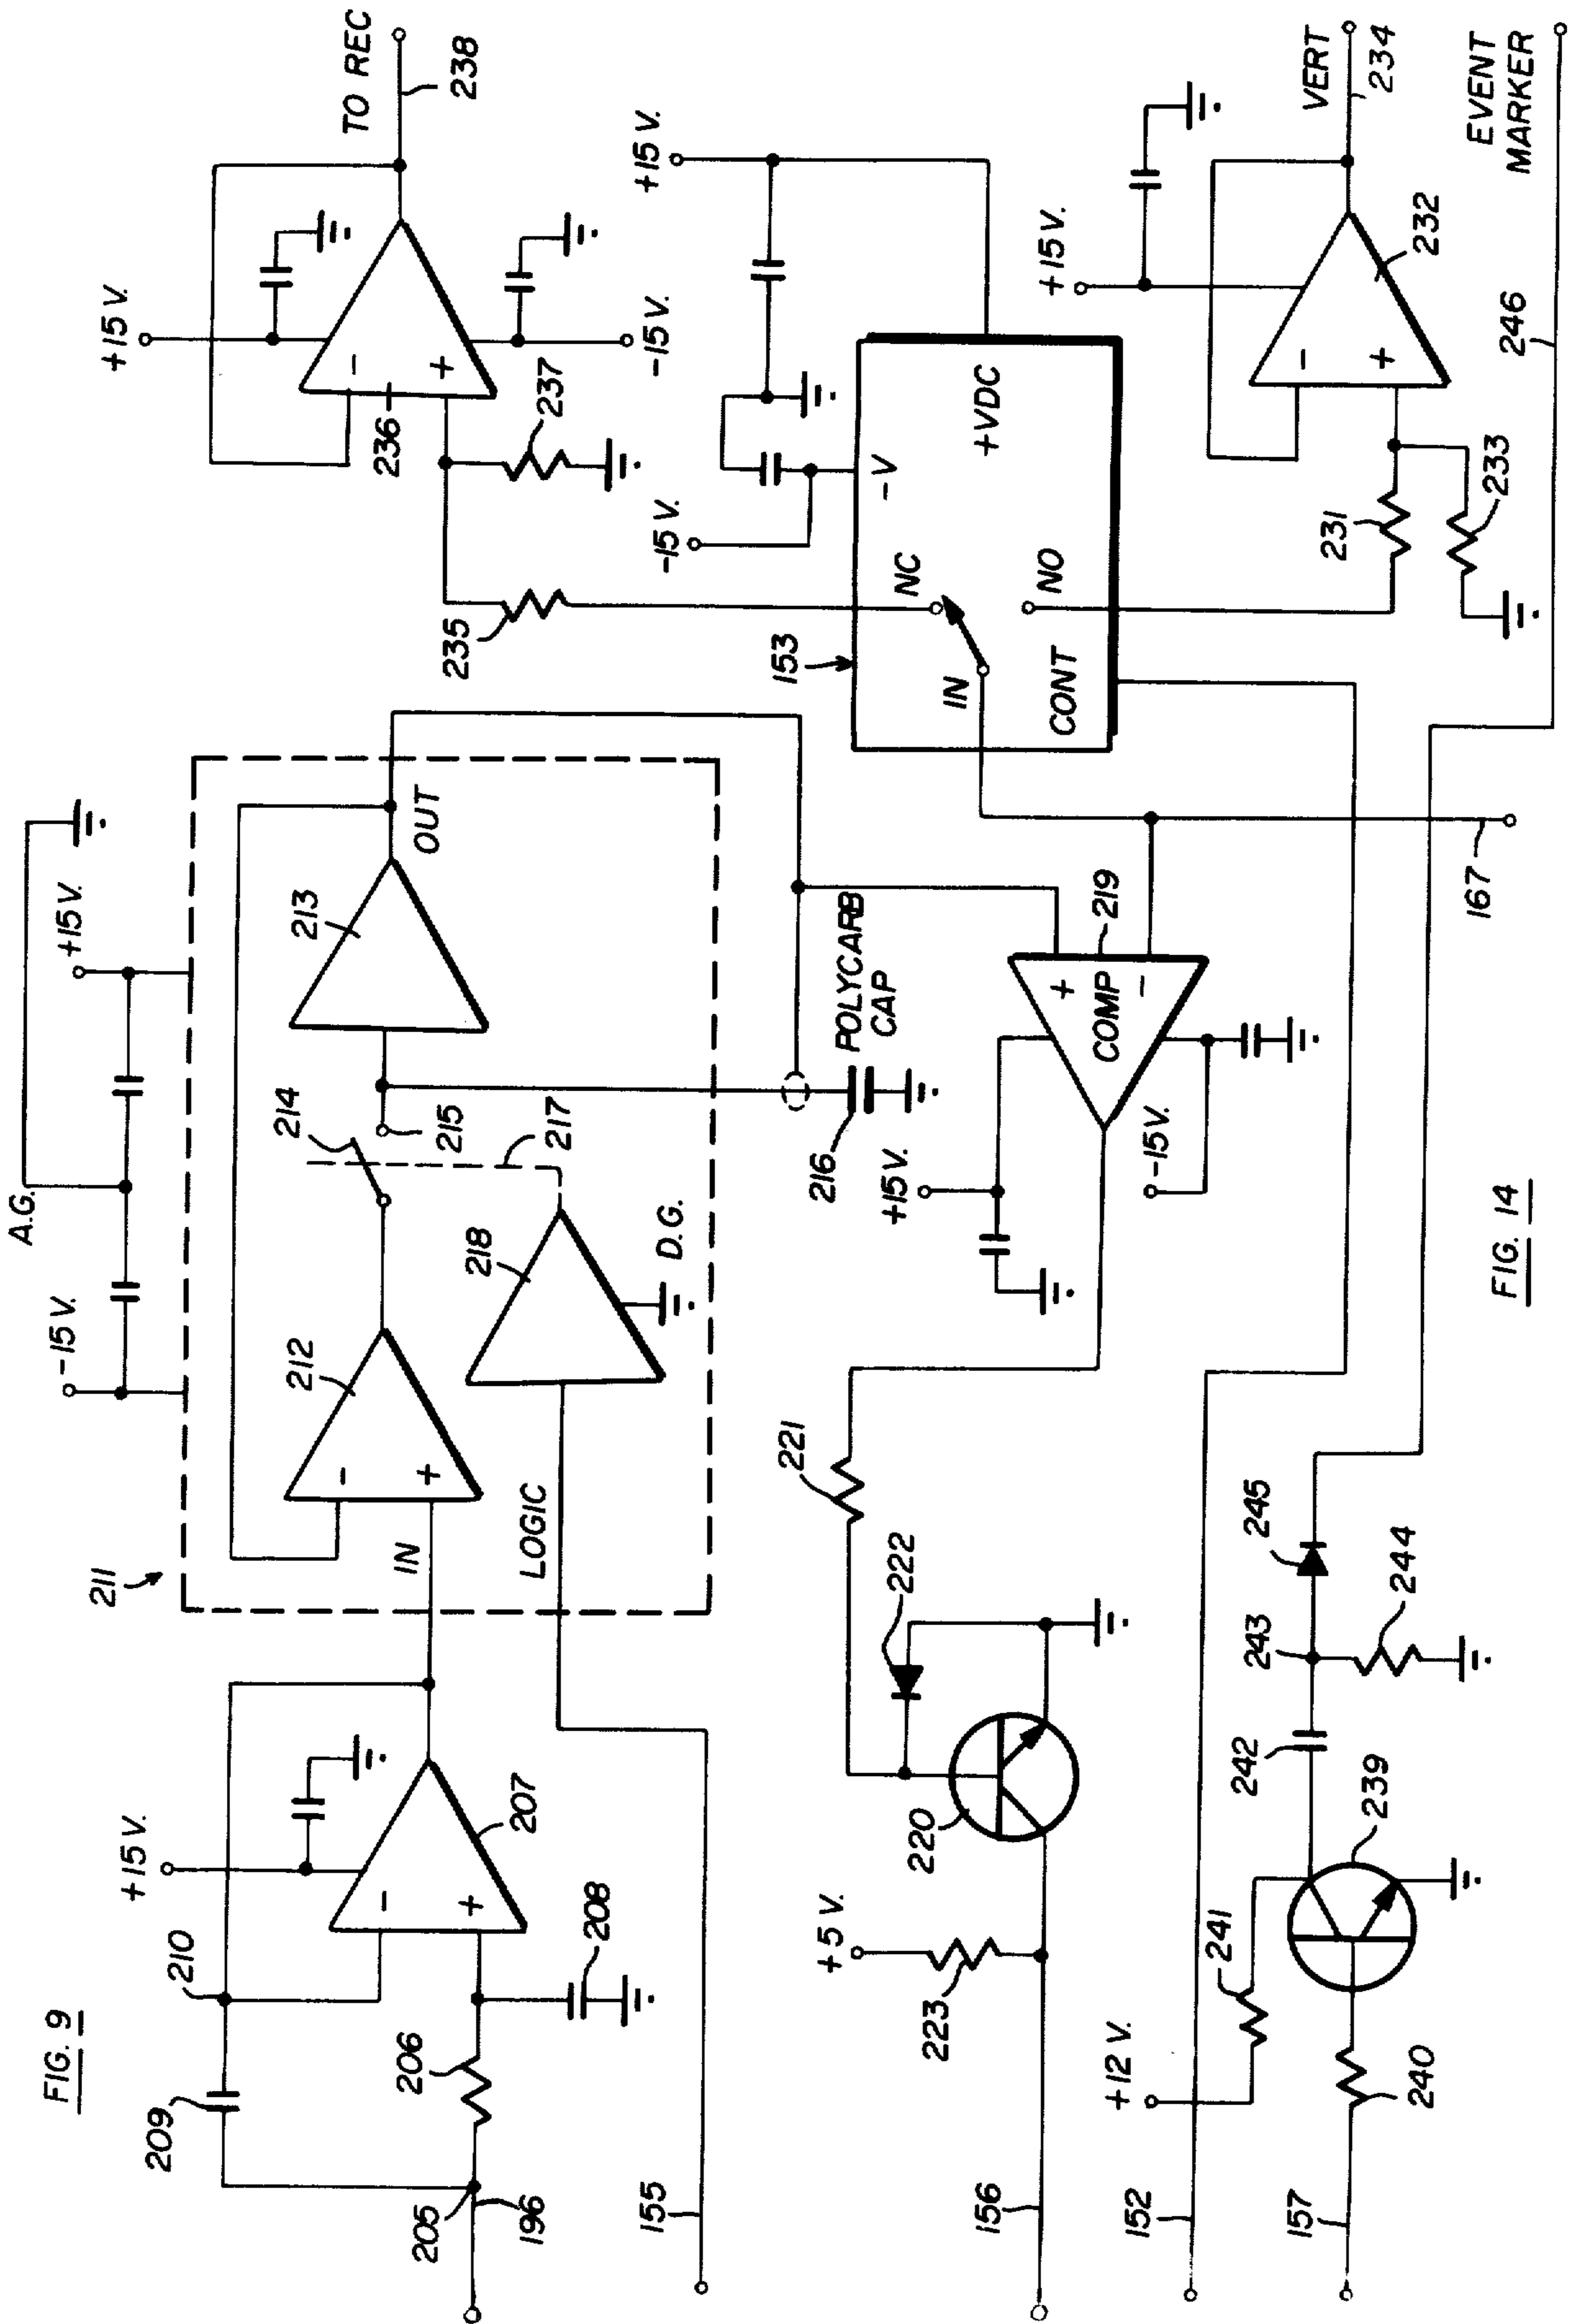 FIG. 9
210
209
+15 V.
207
206
208
205
196
155
211
-15 V.
A.G.
+15 V.
212
-
+
IN
LOGIC
214
215
217
218
D.G.
213
OUT
216
POLYCARB
CAP
+15 V.
-
+
236
237
-15 V.
235
TO REC
238
-15 V.
+15 V.
153
NC
-V
IN
NO
+VDC
CONT
+5 V.
223
220
222
221
156
+15 V.
-15 V.
COMP
+
-
219
167
+15 V.
-
+
231
233
232
VERT
234
152
+12 V.
241
157
240
239
242
243
244
245
246
EVENT
MARKER
-
+
FIG. 14